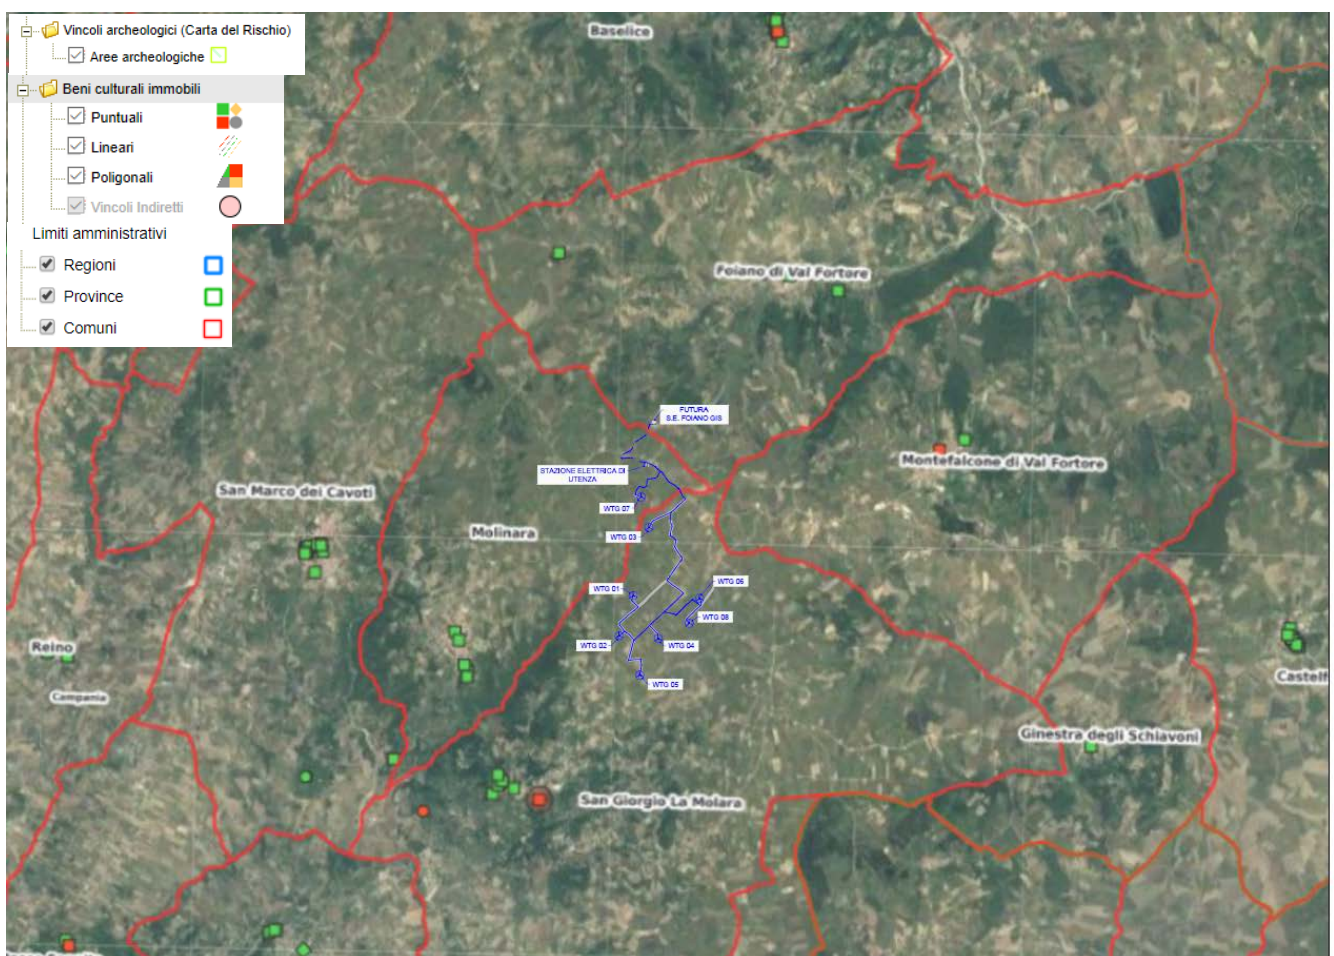 Vincoli archeologici (Carta del Rischio)
Aree archeologiche
Beni culturali immobili
Puntuali
Lineari
Poligonali
Vincoli Indiretti
Limiti amministrativi
Regioni
Province
Comuni
Baselice
Foiano di Val Fortore
FUTURA
S.E. FOIANO GIS
STAZIONE ELETTRICA DI
UTENZA
Montefalcone di Val Fortore
San Marco dei Cavoti
WTG 07
Molinara
WTG 03
WTG 06
WTG 01
WTG 08
WTG 02
WTG 04
Reino
Castelf
WTG 05
Campania
Ginestra degli Schiavoni
San Giorgio La Molara